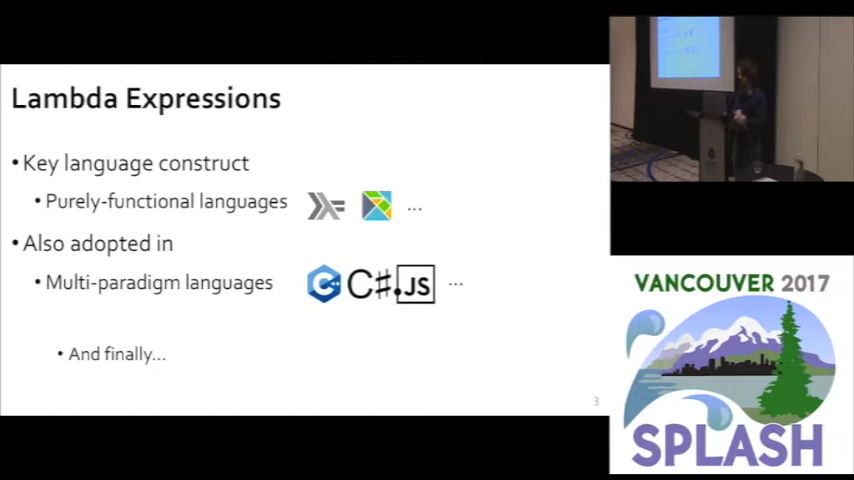 Lambda Expressions
• Key language construct
• Purely-functional languages ...
• Also adopted in
• Multi-paradigm languages C C♯ .JS ...
• And finally...
3
VANCOUVER 2017
SPLASH